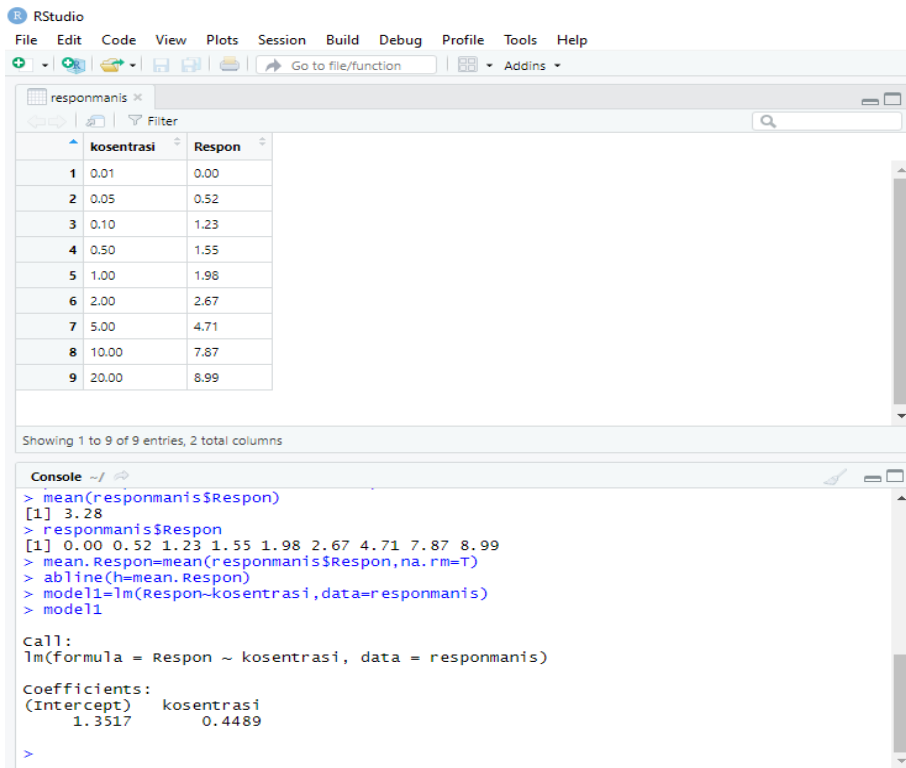 RStudio
File Edit Code View Plots Session Build Debug Profile Tools Help
Go to file/function Addins
responmanis
Filter
kosentrasi Respon
1 0.01 0.00
2 0.05 0.52
3 0.10 1.23
4 0.50 1.55
5 1.00 1.98
6 2.00 2.67
7 5.00 4.71
8 10.00 7.87
9 20.00 8.99
Showing 1 to 9 of 9 entries, 2 total columns
Console ~/
> mean(responmanis$Respon)
[1] 3.28
> responmanis$Respon
[1] 0.00 0.52 1.23 1.55 1.98 2.67 4.71 7.87 8.99
> mean.Respon=mean(responmanis$Respon,na.rm=T)
> abline(h=mean.Respon)
> model1=lm(Respon~kosentrasi,data=responmanis)
> model1
Call:
lm(formula = Respon ~ kosentrasi, data = responmanis)
Coefficients:
(Intercept) kosentrasi
1.3517 0.4489
>